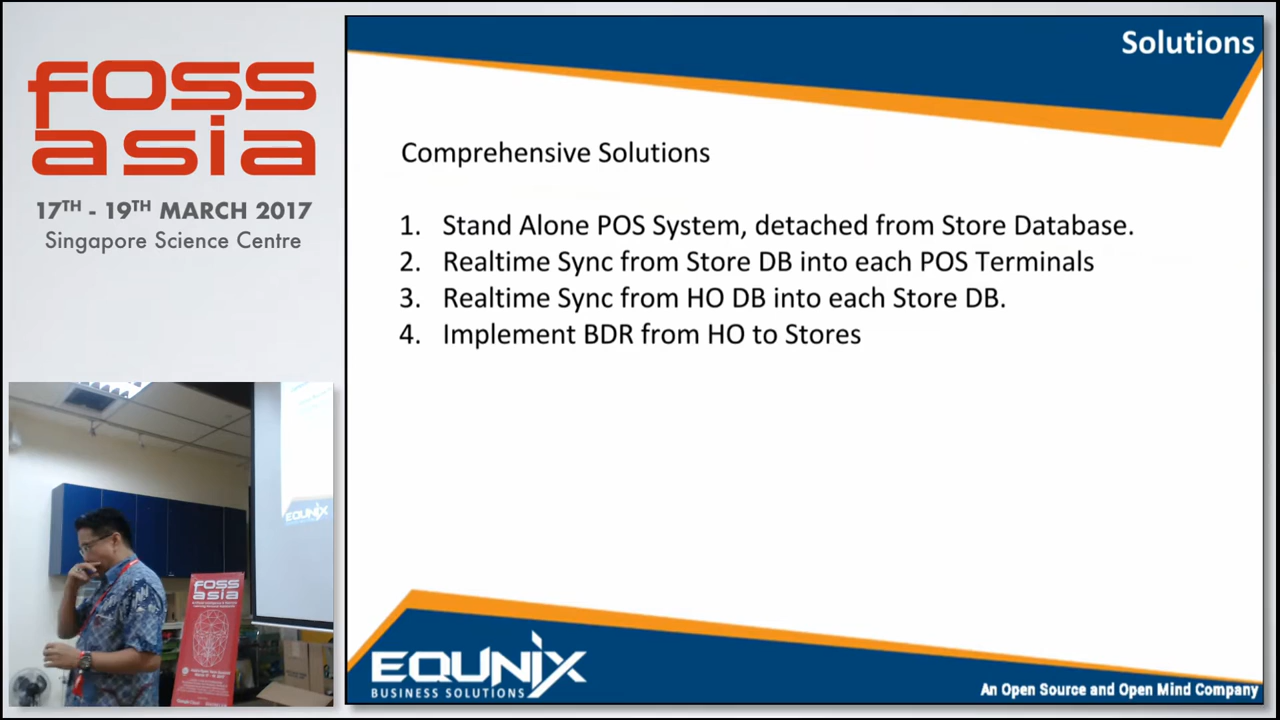 foss
asia
17TH - 19TH MARCH 2017
Singapore Science Centre
Solutions
Comprehensive Solutions
1. Stand Alone POS System, detached from Store Database.
2. Realtime Sync from Store DB into each POS Terminals
3. Realtime Sync from HO DB into each Store DB.
4. Implement BDR from HO to Stores
EQUNIX
BUSINESS SOLUTIONS
An Open Source and Open Mind Company
EQUNIX
foss
asia